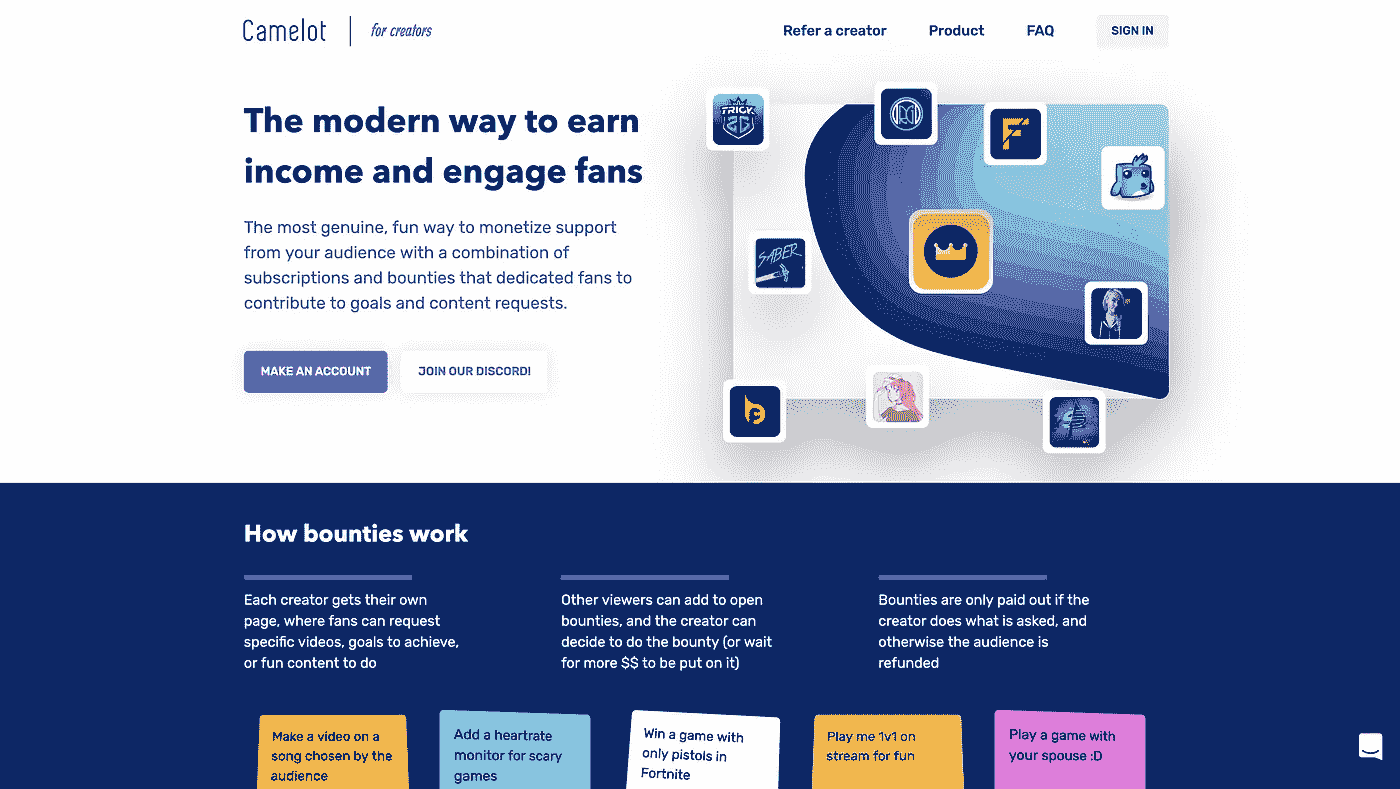 Camelot
for creators
Refer a creator
Product
FAQ
SIGN IN
The modern way to earn
income and engage fans
The most genuine, fun way to monetize support
from your audience with a combination of
subscriptions and bounties that dedicated fans to
contribute to goals and content requests.
MAKE AN ACCOUNT
JOIN OUR DISCORD!
TRICK
2G
F
SABER
How bounties work
Each creator gets their own
page, where fans can request
specific videos, goals to achieve,
or fun content to do
Other viewers can add to open
bounties, and the creator can
decide to do the bounty (or wait
for more $$ to be put on it)
Bounties are only paid out if the
creator does what is asked, and
otherwise the audience is
refunded
Make a video on a
song chosen by the
audience
Add a heartrate
monitor for scary
games
Win a game with
only pistols in
Fortnite
Play me 1v1 on
stream for fun
Play a game with
your spouse :D